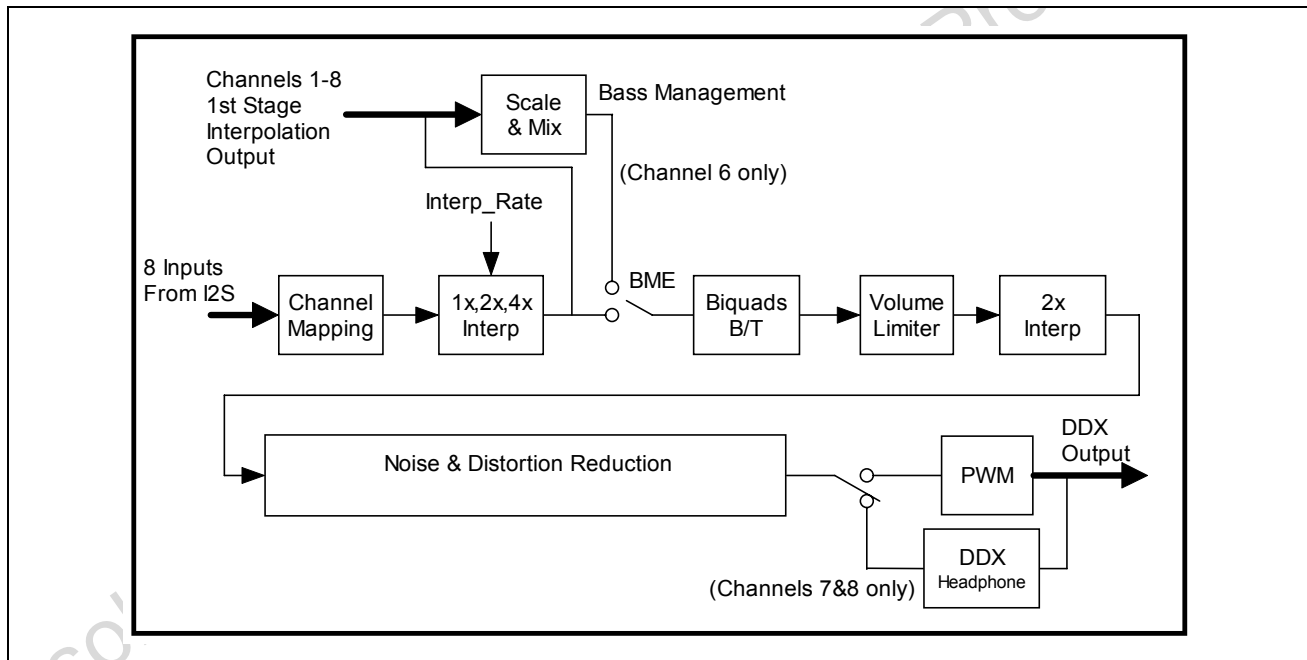 Channels 1-8
1st Stage
Interpolation
Output
Scale
& Mix
Bass Management
(Channel 6 only)
Interp_Rate
8 Inputs
From I2S
Channel
Mapping
1x,2x,4x
Interp
BME
Biquads
B/T
Volume
Limiter
2x
Interp
Noise & Distortion Reduction
PWM
DDX
Output
DDX
Headphone
(Channels 7&8 only)